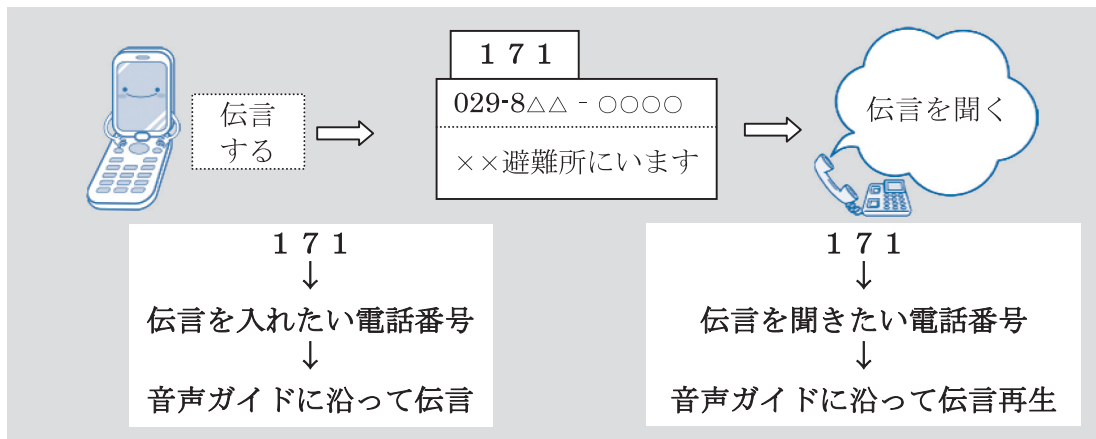 伝言
する
171
029-8△△‐○○○○
××避難所にいます
伝言を聞く
171
↓
伝言を入れたい電話番号
↓
音声ガイドに沿って伝言
171
↓
伝言を聞きたい電話番号
↓
音声ガイドに沿って伝言再生